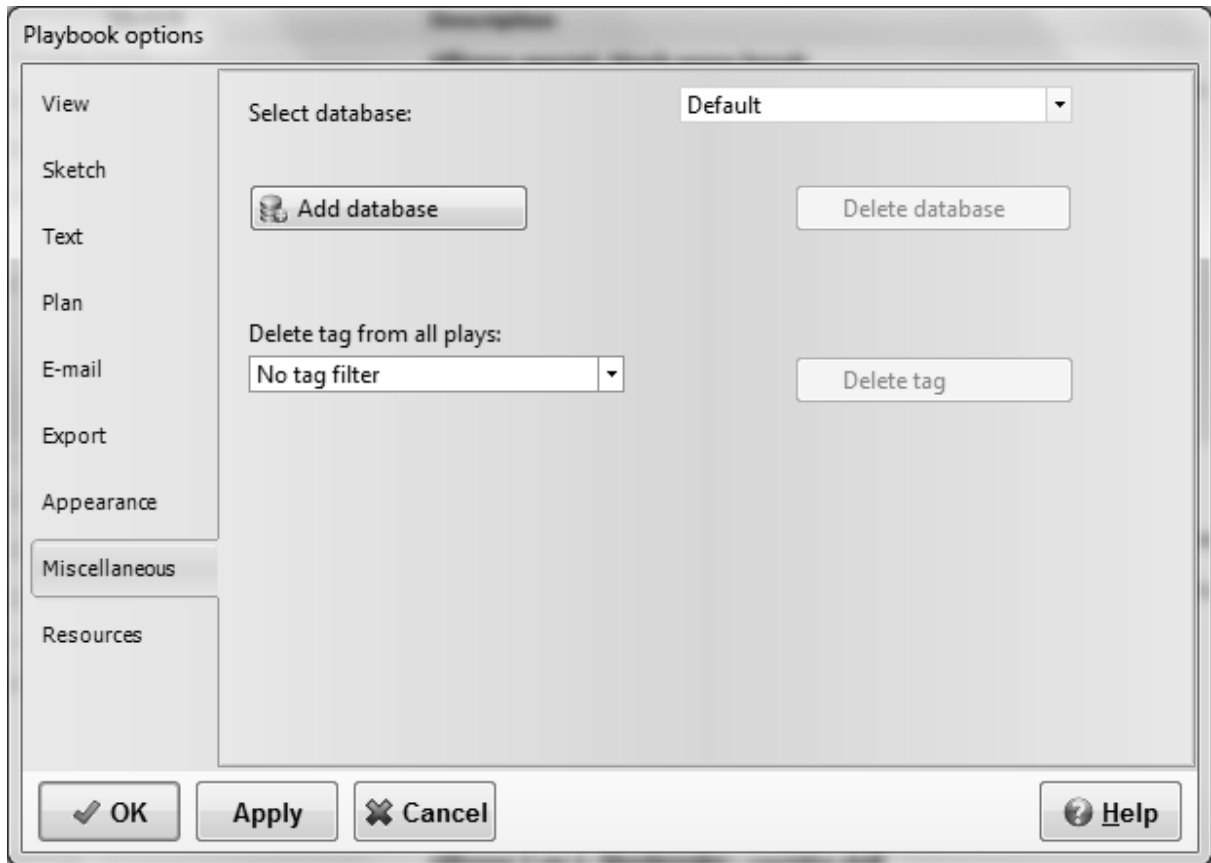 Playbook options
View
Sketch
Text
Plan
E-mail
Export
Appearance
Miscellaneous
Resources
Select database:
Default
Add database
Delete database
Delete tag from all plays:
No tag filter
Delete tag
OK
Apply
Cancel
Help